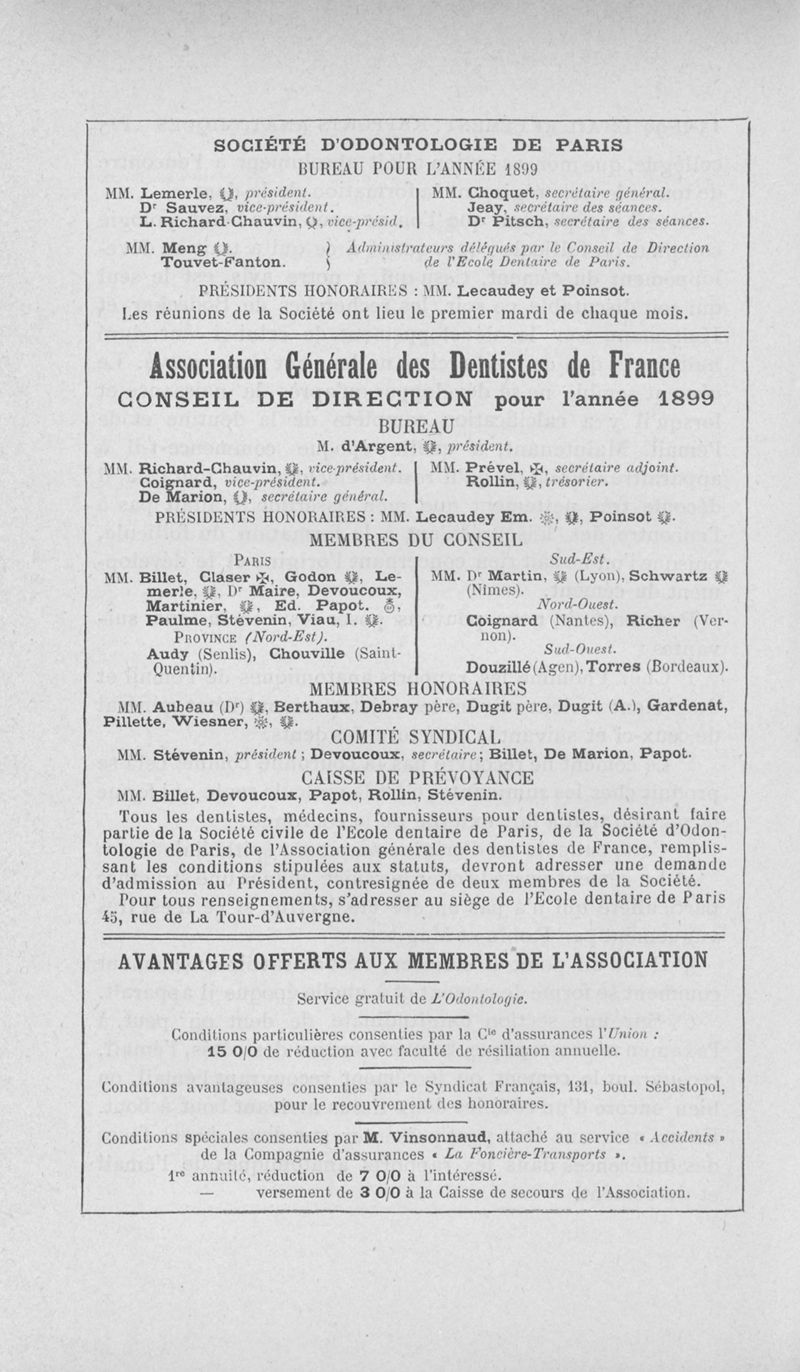 SOCIÉTÉ D'ODONTOLOGIE DE PARIS
BUREAU POUR L'ANNÉE 1899
MM. Lemerle, président.
Dr Sauvez, vice-président.
L. Richard-Chauvin, vice-présid.
MM. Choquet, secrétaire général.
Jeay, secrétaire des séances.
Dr Pitsch, secrétaire des séances.
MM. Meng.
Touvet-Fanton.
Administrateurs délégués par le Conseil de Direction
de l'Ecole Dentaire de Paris.
PRÉSIDENTS HONORAIRES : MM. Lecaudey et Poinsot.
Les réunions de la Société ont lieu le premier mardi de chaque mois.
Association Générale des Dentistes de France
CONSEIL DE DIRECTION pour l'année 1899
BUREAU
M. d'Argent, président.
MM. Richard-Chauvin, vice-président.
Coignard, vice-président.
De Marion, secrétaire général.
MM. Prével, ✠, secrétaire adjoint.
Rollin, trésorier.
PRÉSIDENTS HONORAIRES : MM. Lecaudey Em. , Poinsot .
MEMBRES DU CONSEIL
PARIS
MM. Billet, Claser ✠, Godon , Le-
merle, , Dr Maire, Devoucoux,
Martinier, , Ed. Papot. ,
Paulme, Stévenin, Viau, I. .
PROVINCE (Nord-Est).
Audy (Senlis), Chouville (Saint-
Quentin).
Sud-Est.
MM. Dr Martin, (Lyon), Schwartz
(Nîmes).
Nord-Ouest.
Coignard (Nantes), Richer (Ver-
non).
Sud-Ouest.
Douzillé (Agen), Torres (Bordeaux).
MEMBRES HONORAIRES
MM. Aubeau (Dr) , Berthaux, Debray père, Dugit père, Dugit (A.), Gardenat,
Pillette, Wiesner, , .
COMITÉ SYNDICAL
MM. Stévenin, président ; Devoucoux, secrétaire ; Billet, De Marion, Papot.
CAISSE DE PRÉVOYANCE
MM. Billet, Devoucoux, Papot, Rollin, Stévenin.
Tous les dentistes, médecins, fournisseurs pour dentistes, désirant faire
partie de la Société civile de l'Ecole dentaire de Paris, de la Société d'Odon-
tologie de Paris, de l'Association générale des dentistes de France, remplis-
sant les conditions stipulées aux statuts, devront adresser une demande
d'admission au Président, contresignée de deux membres de la Société.
Pour tous renseignements, s'adresser au siège de l'Ecole dentaire de Paris
45, rue de La Tour-d'Auvergne.
AVANTAGES OFFERTS AUX MEMBRES DE L'ASSOCIATION
Service gratuit de L'Odontologie.
Conditions particulières consenties par la Cie d'assurances l'Union :
15 0/0 de réduction avec faculté de résiliation annuelle.
Conditions avantageuses consenties par le Syndicat Français, 131, boul. Sébastopol,
pour le recouvrement des honoraires.
Conditions spéciales consenties par M. Vinsonnaud, attaché au service « Accidents »
de la Compagnie d'assurances « La Foncière-Transports ».
1re annuité, réduction de 7 0/0 à l'intéressé.
— versement de 3 0/0 à la Caisse de secours de l'Association.